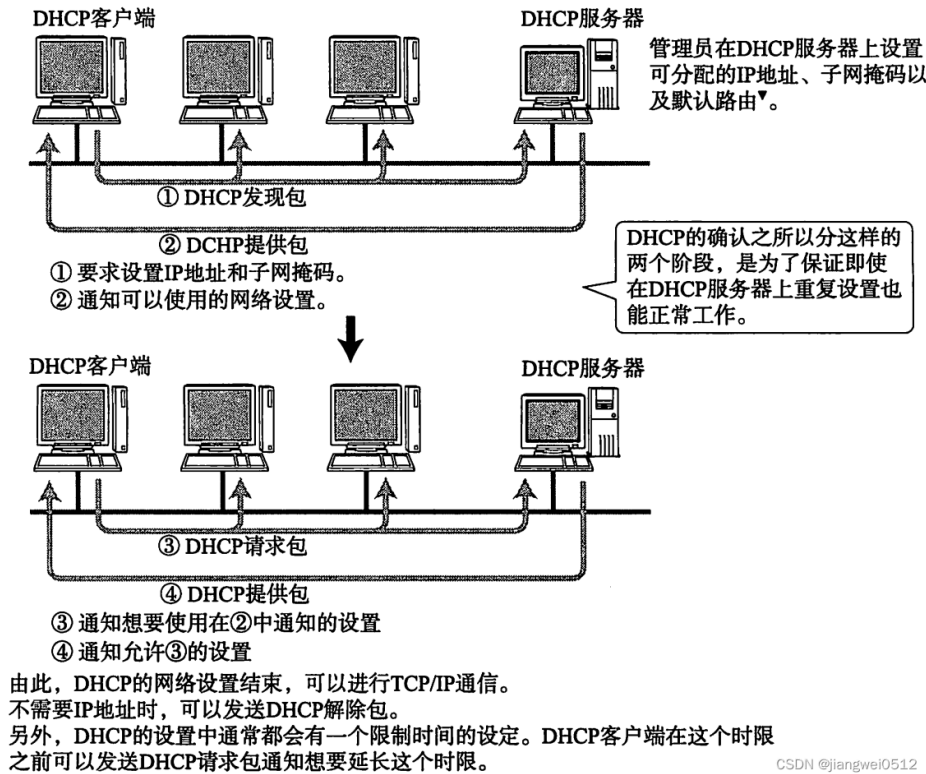 DHCP客户端
DHCP服务器
管理员在DHCP服务器上设置
可分配的IP地址、子网掩码以
及默认路由▼。
① DHCP发现包
② DCHP提供包
① 要求设置IP地址和子网掩码。
② 通知可以使用的网络设置。
DHCP的确认之所以分这样的
两个阶段，是为了保证即使
在DHCP服务器上重复设置也
能正常工作。
DHCP客户端
DHCP服务器
③ DHCP请求包
④ DHCP提供包
③ 通知想要使用在②中通知的设置
④ 通知允许③的设置
由此，DHCP的网络设置结束，可以进行TCP/IP通信。
不需要IP地址时，可以发送DHCP解除包。
另外，DHCP的设置中通常都会有一个限制时间的设定。DHCP客户端在这个时限
之前可以发送DHCP请求包通知想要延长这个时限。
CSDN @jiangwei0512